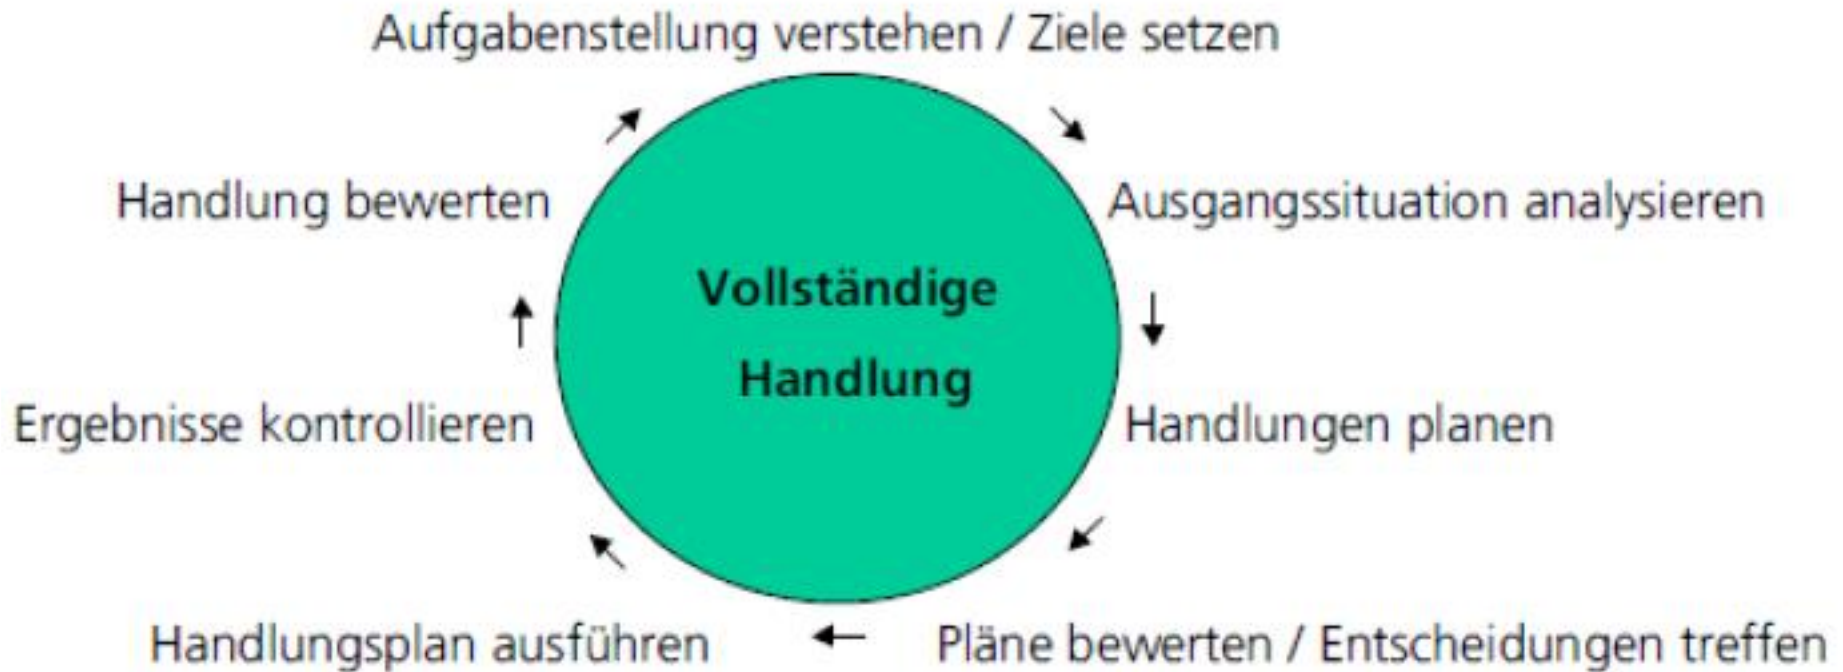 Aufgabenstellung verstehen / Ziele setzen
Ausgangssituation analysieren
Handlungen planen
Pläne bewerten / Entscheidungen treffen
Handlungsplan ausführen
Ergebnisse kontrollieren
Handlung bewerten
Vollständige
Handlung